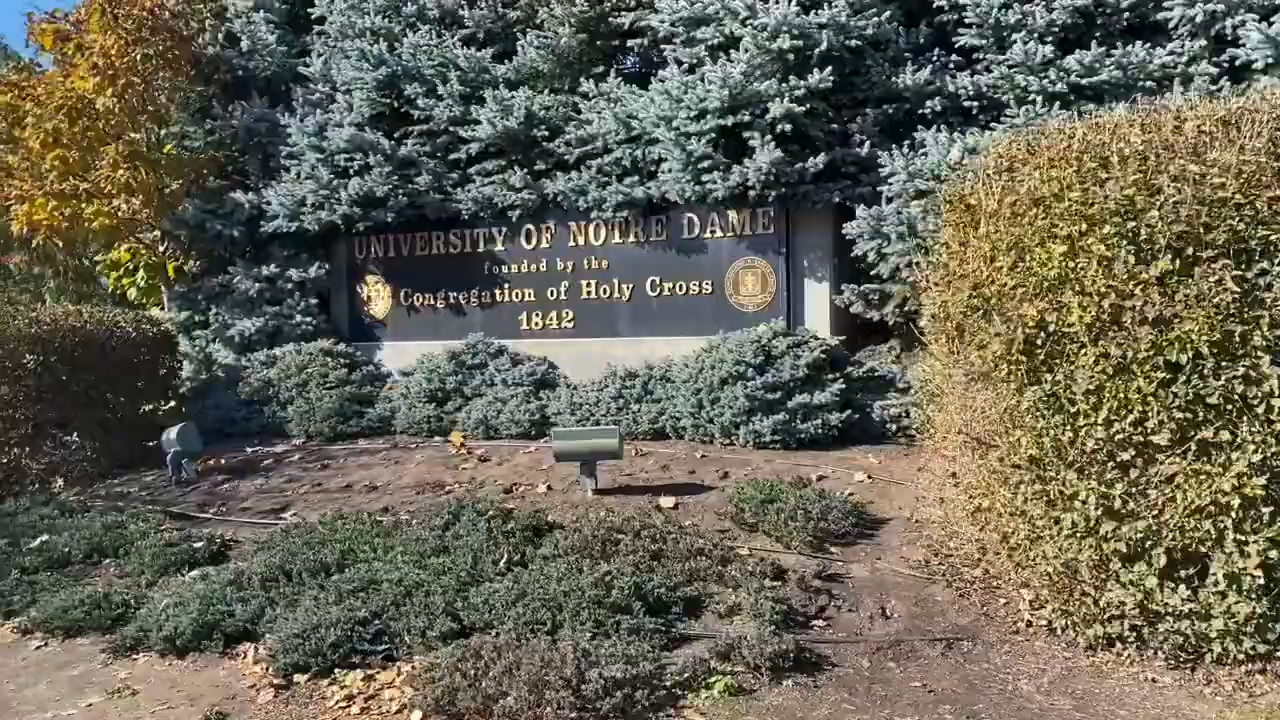 UNIVERSITY OF NOTRE DAME
founded by the
Congregation of Holy Cross
1842